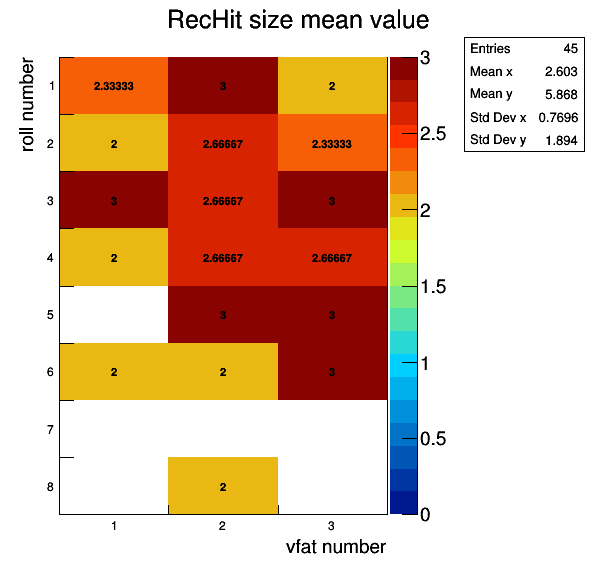 RecHit size mean value
Entries 45
Mean x 2.603
Mean y 5.868
Std Dev x 0.7696
Std Dev y 1.894
roll number
1 2.33333 3 2
2 2 2.66667 2.33333
3 3 2.66667 3
4 2 2.66667 2.66667
5 3 3
6 2 2 3
7
8 2
1 2 3
vfat number
3
2.5
2
1.5
1
0.5
0